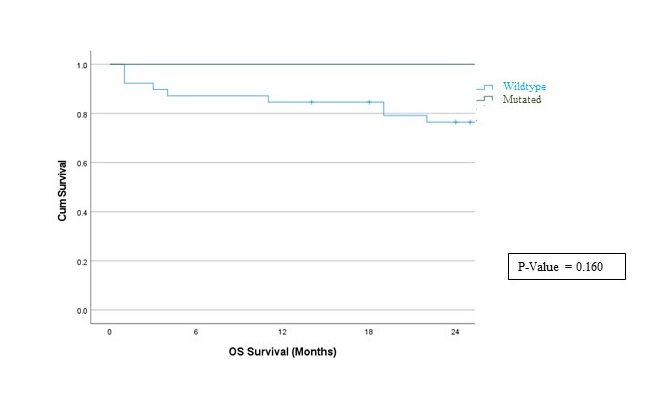 1.0
0.8
0.6
0.4
0.2
0.0
Cum Survival
0 6 12 18 24
OS Survival (Months)
Wildtype
Mutated
P-Value = 0.160